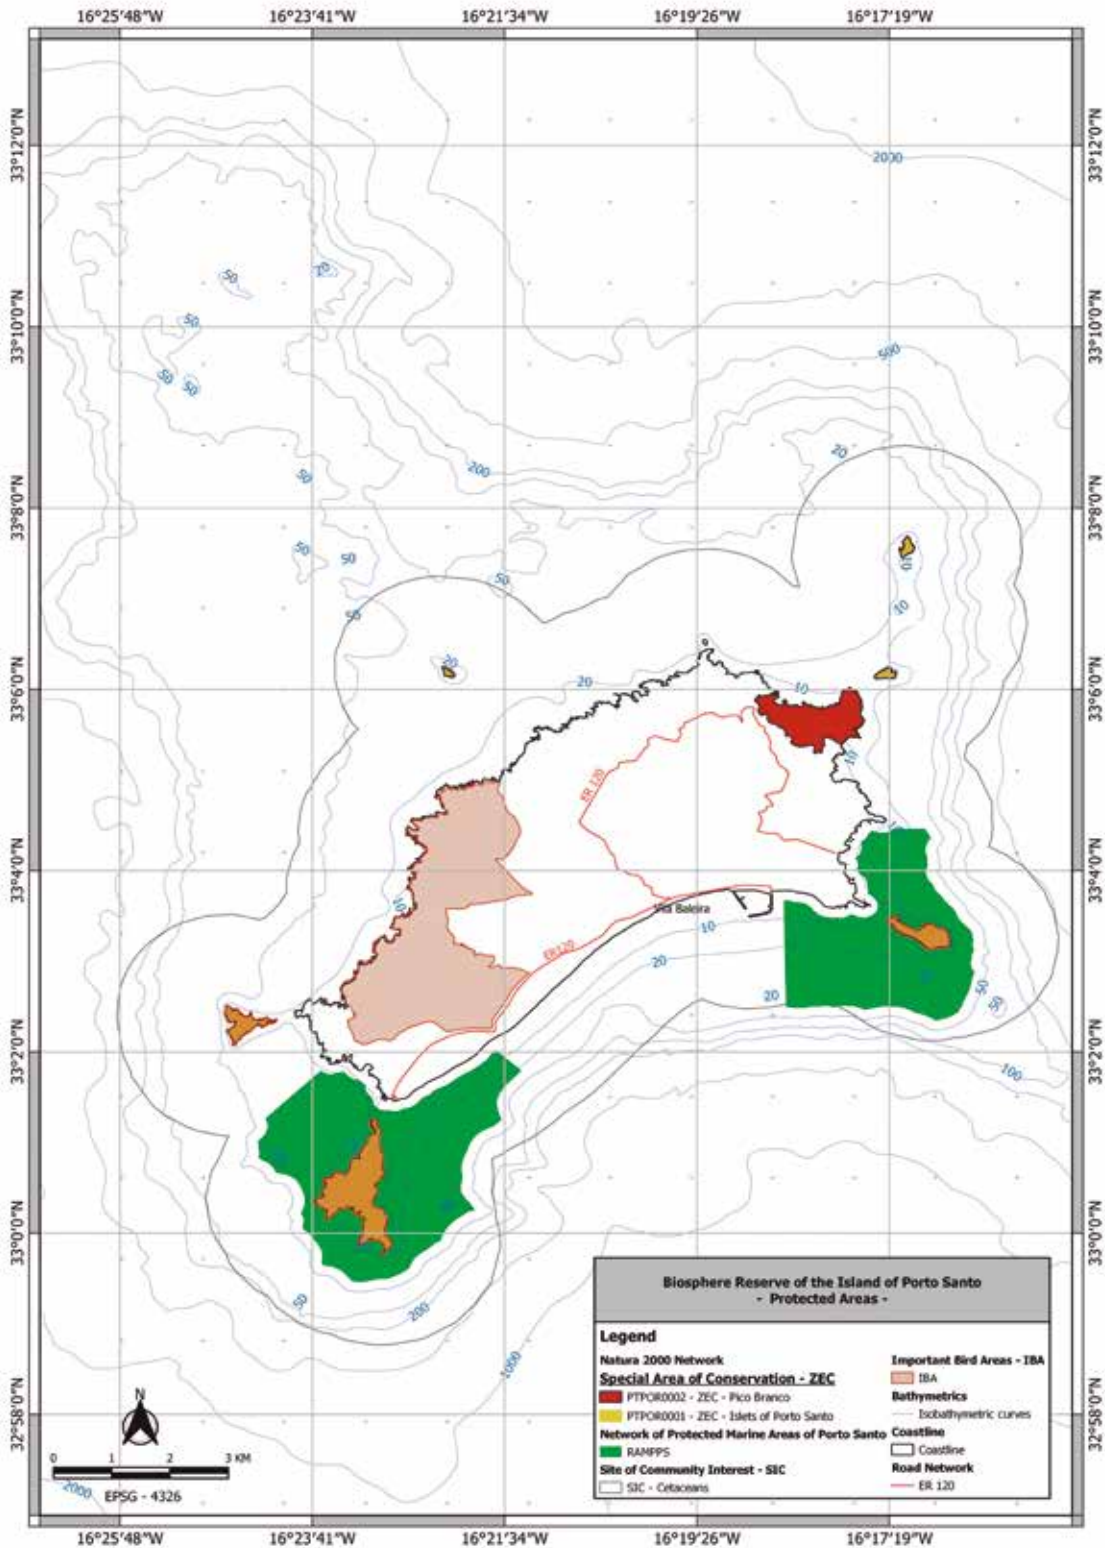 16°25'48"W 16°23'41"W 16°21'34"W 16°19'26"W 16°17'19"W
33°12'0"N 33°12'0"N
2000
50 20
50
33°10'0"N 33°10'0"N
500
50 50
20
200
50
33°8'0"N 33°8'0"N
50 50 50
10
50 10
20
33°6'0"N 20 10 33°6'0"N
10
ER 120
33°4'0"N 33°4'0"N
10
Vila Baleira
10
ER120
20
20 50 50
33°2'0"N 33°2'0"N
100
33°0'0"N 33°0'0"N
50
200
1000
32°58'0"N 32°58'0"N
N
0 1 2 3 KM
EPSG - 4326
2000
Biosphere Reserve of the Island of Porto Santo
- Protected Areas -
Legend
Natura 2000 Network
Special Area of Conservation - ZEC
PTPOR0002 - ZEC - Pico Branco
PTPOR0001 - ZEC - Islets of Porto Santo
Network of Protected Marine Areas of Porto Santo
RAMPPS
Site of Community Interest - SIC
SIC - Cetaceans
Important Bird Areas - IBA
IBA
Bathymetrics
Isobathymetric curves
Coastline
Coastline
Road Network
ER 120
16°25'48"W 16°23'41"W 16°21'34"W 16°19'26"W 16°17'19"W